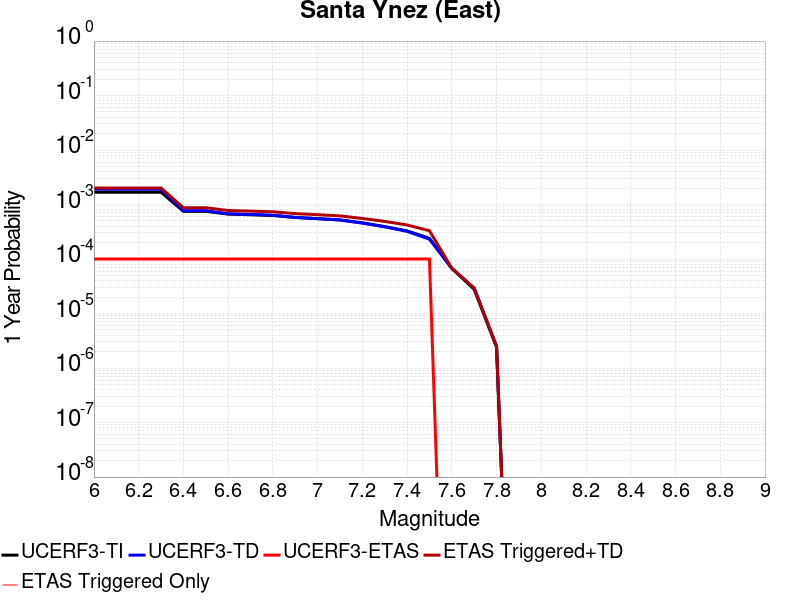 Santa Ynez (East)
10^0
10^-1
10^-2
10^-3
10^-4
10^-5
10^-6
10^-7
10^-8
1 Year Probability
6 6.2 6.4 6.6 6.8 7 7.2 7.4 7.6 7.8 8 8.2 8.4 8.6 8.8 9
Magnitude
UCERF3-TI UCERF3-TD UCERF3-ETAS ETAS Triggered+TD
ETAS Triggered Only